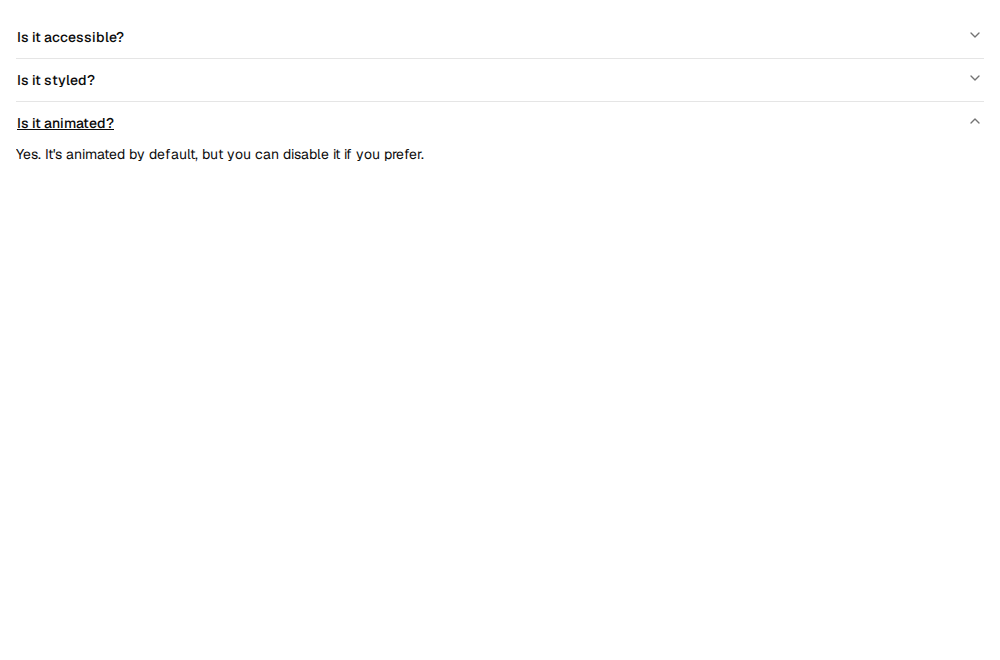 Is it accessible?
Is it styled?
Is it animated?
Yes. It's animated by default, but you can disable it if you prefer.